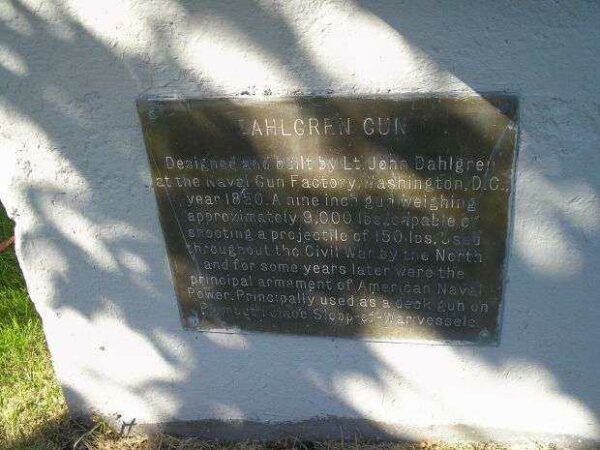 DAHLGREN GUN
Designed and built by Lt. John Dahlgren
at the Naval Gun Factory, Washington, D.C.,
year 1850. A nine inch gun weighing
approximately 9,000 lbs. capable of
shooting a projectile of 150 lbs. Used
throughout the Civil War by the North
and for some years later were the
principal armament of American Naval
Power. Principally used as a deck gun on
Class Sloop-of-War vessels.